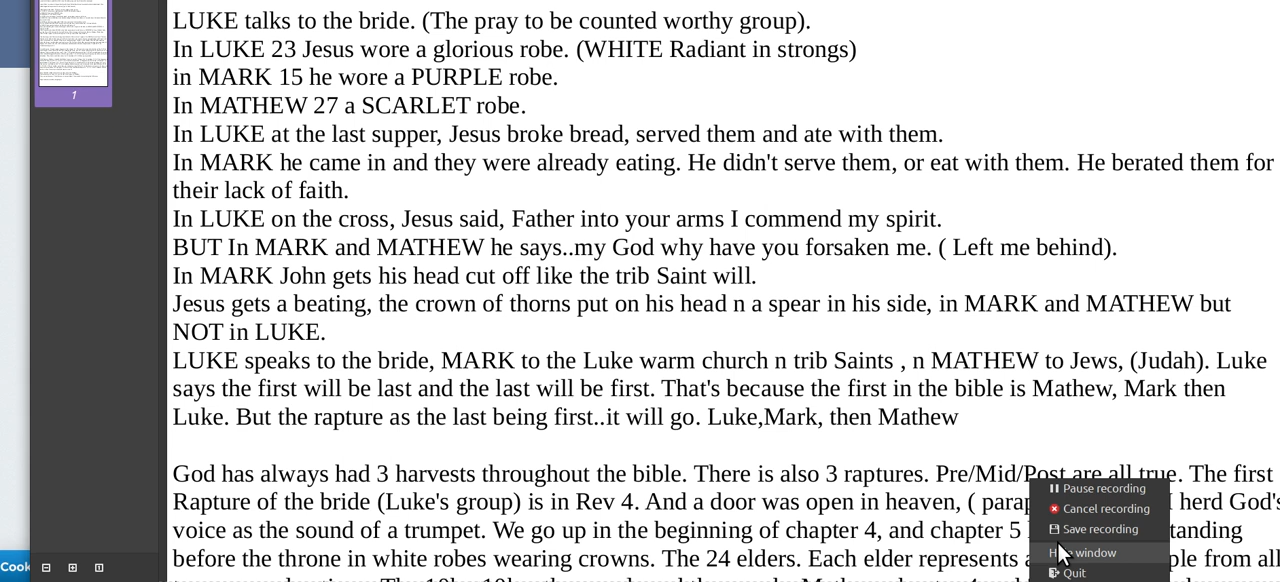 LUKE talks to the bride. (The pray to be counted worthy group).
In LUKE 23 Jesus wore a glorious robe. (WHITE Radiant in strongs)
in MARK 15 he wore a PURPLE robe.
In MATHEW 27 a SCARLET robe.
In LUKE at the last supper, Jesus broke bread, served them and ate with them.
In MARK he came in and they were already eating. He didn't serve them, or eat with them. He berated them for
their lack of faith.
In LUKE on the cross, Jesus said, Father into your arms I commend my spirit.
BUT In MARK and MATHEW he says..my God why have you forsaken me. ( Left me behind).
In MARK John gets his head cut off like the trib Saint will.
Jesus gets a beating, the crown of thorns put on his head n a spear in his side, in MARK and MATHEW but
NOT in LUKE.
LUKE speaks to the bride, MARK to the Luke warm church n trib Saints , n MATHEW to Jews, (Judah). Luke
says the first will be last and the last will be first. That's because the first in the bible is Mathew, Mark then
Luke. But the rapture as the last being first..it will go. Luke,Mark, then Mathew
God has always had 3 harvests throughout the bible. There is also 3 raptures. Pre/Mid/Post are all true. The first
Rapture of the bride (Luke's group) is in Rev 4. And a door was open in heaven, ( herd God's
voice as the sound of a trumpet. We go up in the beginning of chapter 4, and chapter 5
before the throne in white robes wearing crowns. The 24 elders. Each elder represents from all
1
Pause recording
Cancel recording
Save recording
window
Quit
Cook